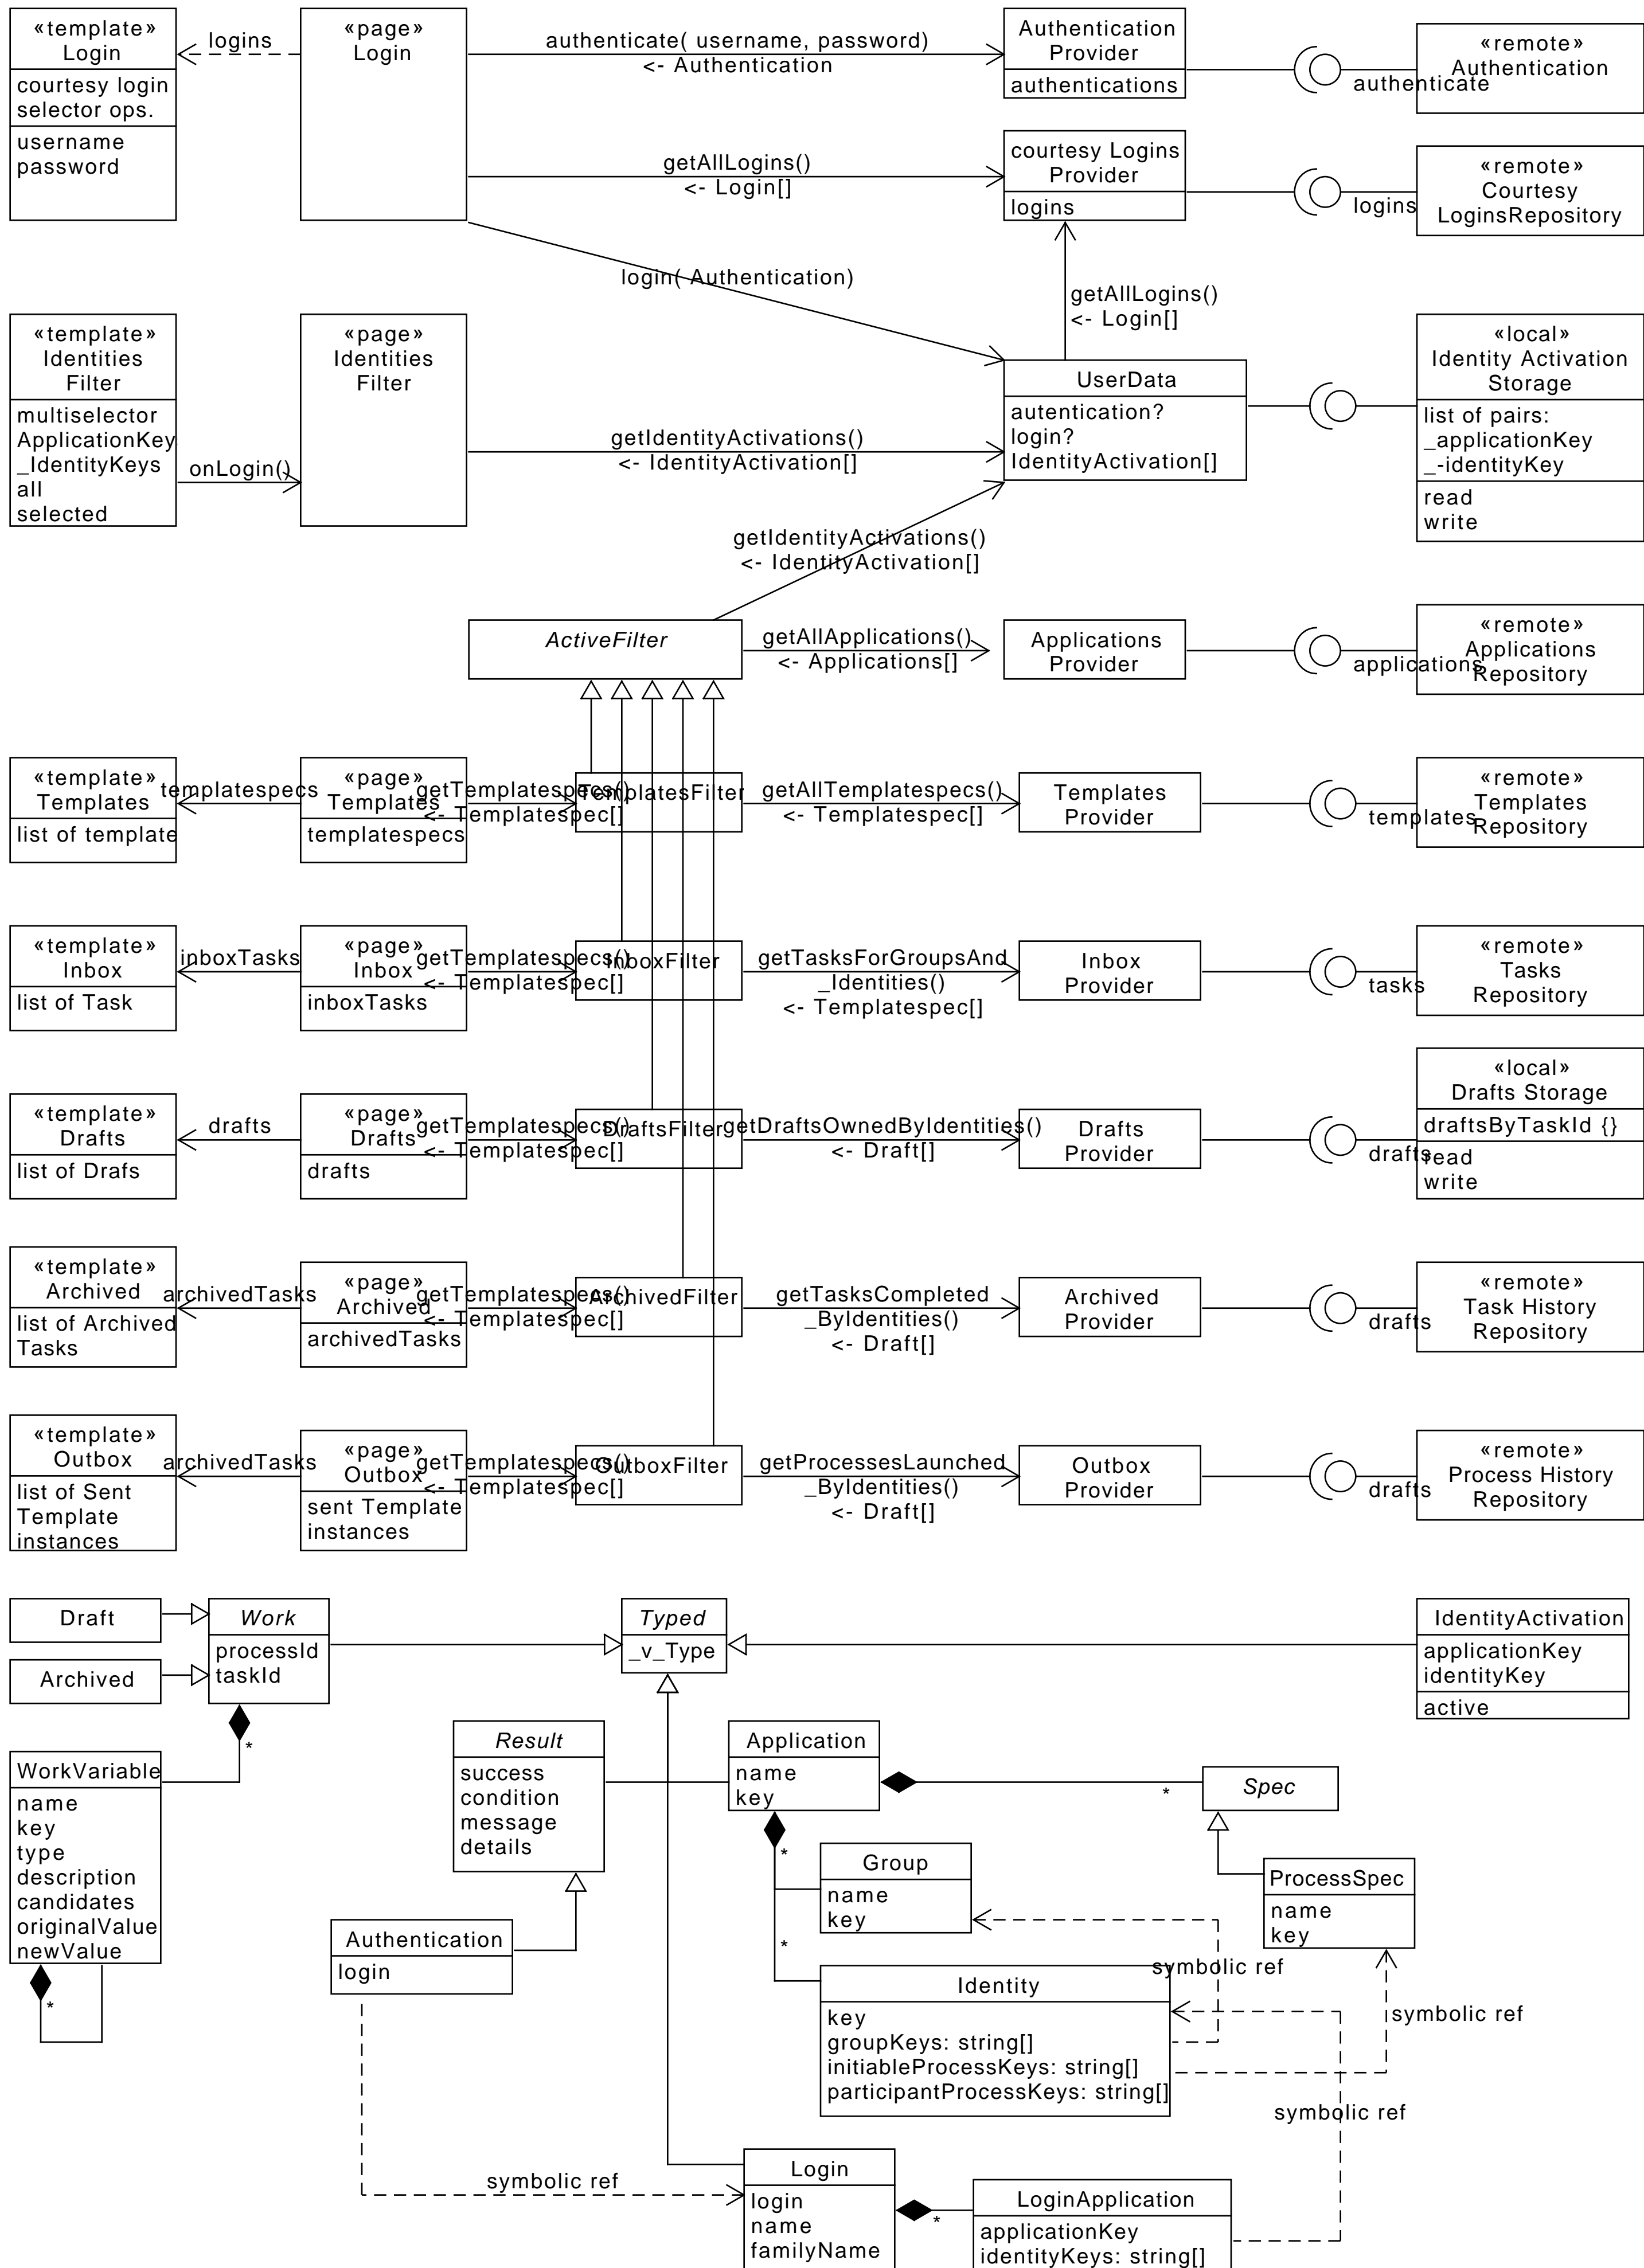 «template»
Login
courtesy login
selector ops.
username
password
logins
«page»
Login
authenticate( username, password)
<- Authentication
Authentication
Provider
authentications
authenticate
«remote»
Authentication
getAllLogins()
<- Login[]
courtesy Logins
Provider
logins
logins
«remote»
Courtesy
LoginsRepository
login( Authentication)
getAllLogins()
<- Login[]
«template»
Identities
Filter
multiselector
ApplicationKey
_IdentityKeys
all
selected
onLogin()
«page»
Identities
Filter
getIdentityActivations()
<- IdentityActivation[]
UserData
autentication?
login?
IdentityActivation[]
«local»
Identity Activation
Storage
list of pairs:
_applicationKey
_-identityKey
read
write
getIdentityActivations()
<- IdentityActivation[]
ActiveFilter
getAllApplications()
<- Applications[]
Applications
Provider
applications
«remote»
Applications
Repository
«template»
Templates
list of template
templatespecs
«page»
Templates
templatespecs
getTemplatespecs()
<- Templatespec[]
TemplatesFilter
getAllTemplatespecs()
<- Templatespec[]
Templates
Provider
templates
«remote»
Templates
Repository
«template»
Inbox
list of Task
inboxTasks
«page»
Inbox
inboxTasks
getTemplatespecs()
<- Templatespec[]
InboxFilter
getTasksForGroupsAnd
_Identities()
<- Templatespec[]
Inbox
Provider
tasks
«remote»
Tasks
Repository
«template»
Drafts
list of Drafs
drafts
«page»
Drafts
drafts
getTemplatespecs()
<- Templatespec[]
DraftsFilter
getDraftsOwnedByIdentities()
<- Draft[]
Drafts
Provider
drafts
«local»
Drafts Storage
draftsByTaskId {}
read
write
«template»
Archived
list of Archived
Tasks
archivedTasks
«page»
Archived
archivedTasks
getTemplatespecs()
<- Templatespec[]
ArchivedFilter
getTasksCompleted
_ByIdentities()
<- Draft[]
Archived
Provider
drafts
«remote»
Task History
Repository
«template»
Outbox
list of Sent
Template
instances
archivedTasks
«page»
Outbox
sent Template
instances
getTemplatespecs()
<- Templatespec[]
OutboxFilter
getProcessesLaunched
_ByIdentities()
<- Draft[]
Outbox
Provider
drafts
«remote»
Process History
Repository
Draft
Archived
Work
processId
taskId
*
Typed
_v_Type
IdentityActivation
applicationKey
identityKey
active
WorkVariable
name
key
type
description
candidates
originalValue
newValue
*
Result
success
condition
message
details
Application
name
key
*
Spec
*
Group
name
key
ProcessSpec
name
key
Authentication
login
*
symbolic ref
Identity
key
groupKeys: string[]
initiableProcessKeys: string[]
participantProcessKeys: string[]
symbolic ref
symbolic ref
symbolic ref
Login
login
name
familyName
*
LoginApplication
applicationKey
identityKeys: string[]